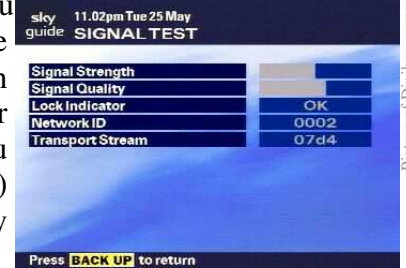 sky 11.02pm Tue 25 May
guide SIGNAL TEST
Signal Strength
Signal Quality
Lock Indicator OK
Network ID 0002
Transport Stream 07d4
Press BACK UP to return